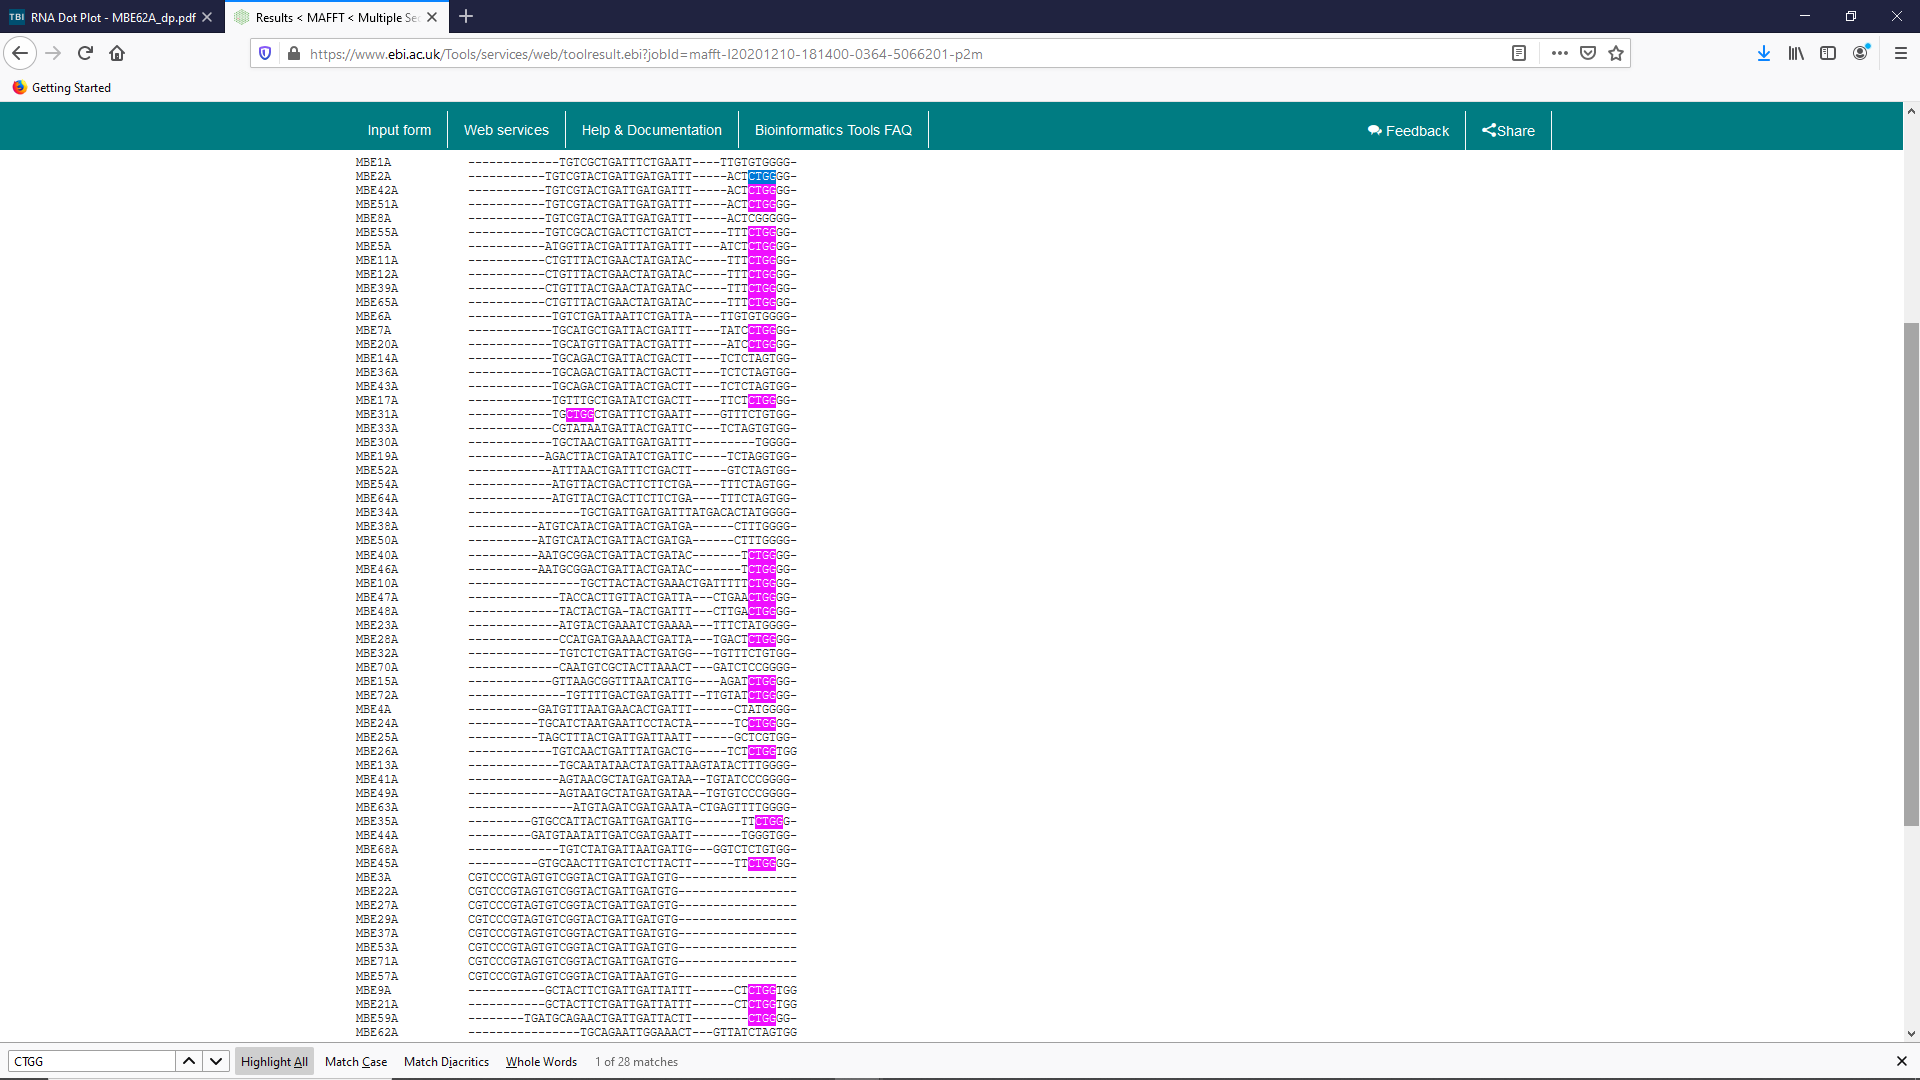 RNA Dot Plot - MBE62A_dp.pdf
Results < MAFFT < Multiple Se
https://www.ebi.ac.uk/Tools/services/web/toolresult.ebi?jobId=mafft-I20201210-181400-0364-5066201-p2m
Getting Started
Input form Web services Help & Documentation Bioinformatics Tools FAQ Feedback Share
MBE1A -------------TGTCGCTGATTTCTGAATT----TTGTGTGGGG-
MBE2A -----------TGTCGTACTGATTGATGATTT-----ACTCTGGGG-
MBE42A -----------TGTCGTACTGATTGATGATTT-----ACTCTGGGG-
MBE51A -----------TGTCGTACTGATTGATGATTT-----ACTCTGGGG-
MBE8A -----------TGTCGTACTGATTGATGATTT-----ACTCGGGGG-
MBE55A -----------TGTCGCACTGACTTCTGATCT-----TTTCTGGGG-
MBE5A -----------ATGGTTACTGATTTATGATTT----ATCTCTGGGG-
MBE11A -----------CTGTTTACTGAACTATGATAC-----TTTCTGGGG-
MBE12A -----------CTGTTTACTGAACTATGATAC-----TTTCTGGGG-
MBE39A -----------CTGTTTACTGAACTATGATAC-----TTTCTGGGG-
MBE65A -----------CTGTTTACTGAACTATGATAC-----TTTCTGGGG-
MBE6A ------------TGTCTGATTAATTCTGATTA----TTGTGTGGGG-
MBE7A ------------TGCATGCTGATTACTGATTT----TATCCTGGGG-
MBE20A ------------TGCATGTTGATTACTGATTT-----ATCCTGGGG-
MBE14A ------------TGCAGACTGATTACTGACTT----TCTCTAGTGG-
MBE36A ------------TGCAGACTGATTACTGACTT----TCTCTAGTGG-
MBE43A ------------TGCAGACTGATTACTGACTT----TCTCTAGTGG-
MBE17A ------------TGTTTGCTGATATCTGACTT----TTCTCTGGGG-
MBE31A ------------TGCTGGCTGATTTCTGAATT----GTTTCTGTGG-
MBE33A ------------CGTATAATGATTACTGATTC----TCTAGTGTGG-
MBE30A ------------TGCTAACTGATTGATGATTT---------TGGGG-
MBE19A -----------AGACTTACTGATATCTGATTC-----TCTAGGTGG-
MBE52A ------------ATTTAACTGATTTCTGACTT-----GTCTAGTGG-
MBE54A ------------ATGTTACTGACTTCTTCTGA----TTTCTAGTGG-
MBE64A ------------ATGTTACTGACTTCTTCTGA----TTTCTAGTGG-
MBE34A ----------------TGCTGATTGATGATTTATGACACTATGGGG-
MBE38A ----------ATGTCATACTGATTACTGATGA------CTTTGGGG-
MBE50A ----------ATGTCATACTGATTACTGATGA------CTTTGGGG-
MBE40A ----------AATGCGGACTGATTACTGATAC-------TCTGGGG-
MBE46A ----------AATGCGGACTGATTACTGATAC-------TCTGGGG-
MBE10A ----------------TGCTTACTACTGAAACTGATTTTTCTGGGG-
MBE47A -------------TACCACTTGTTACTGATTA---CTGAACTGGGG-
MBE48A -------------TACTACTGA-TACTGATTT---CTTGACTGGGG-
MBE23A -------------ATGTACTGAAATCTGAAAA---TTTCTATGGGG-
MBE28A -------------CCATGATGAAAACTGATTA---TGACTCTGGGG-
MBE32A -------------TGTCTCTGATTACTGATGG---TGTTTCTGTGG-
MBE70A -------------CAATGTCGCTACTTAAACT---GATCTCCGGGG-
MBE15A ------------GTTAAGCGGTTTAATCATTG----AGATCTGGGG-
MBE72A --------------TGTTTTGACTGATGATTT--TTGTATCTGGGG-
MBE4A ----------GATGTTTAATGAACACTGATTT------CTATGGGG-
MBE24A ----------TGCATCTAATGAATTCCTACTA------TCCTGGGG-
MBE25A ----------TAGCTTTACTGATTGATTAATT------GCTCGTGG-
MBE26A ------------TGTCAACTGATTTATGACTG-----TCTCTGGTGG
MBE13A -------------TGCAATATAACTATGATTAAGTATACTTTGGGG-
MBE41A -------------AGTAACGCTATGATGATAA--TGTATCCCGGGG-
MBE49A -------------AGTAATGCTATGATGATAA--TGTGTCCCGGGG-
MBE63A ---------------ATGTAGATCGATGAATA-CTGAGTTTTGGGG-
MBE35A ---------GTGCCATTACTGATTGATGATTG-------TTCTGGG-
MBE44A ---------GATGTAATATTGATCGATGAATT-------TGGGTGG-
MBE68A -------------TGTCTATGATTAATGATTG---GGTCTCTGTGG-
MBE45A ----------GTGCAACTTTGATCTCTTACTT------TTCTGGGG-
MBE3A CGTCCCGTAGTGTCGGTACTGATTGATGTG-----------------
MBE22A CGTCCCGTAGTGTCGGTACTGATTGATGTG-----------------
MBE27A CGTCCCGTAGTGTCGGTACTGATTGATGTG-----------------
MBE29A CGTCCCGTAGTGTCGGTACTGATTGATGTG-----------------
MBE37A CGTCCCGTAGTGTCGGTACTGATTGATGTG-----------------
MBE53A CGTCCCGTAGTGTCGGTACTGATTGATGTG-----------------
MBE71A CGTCCCGTAGTGTCGGTACTGATTGATGTG-----------------
MBE57A CGTCCCGTAGTGTCGGTACTGATTAATGTG-----------------
MBE9A -----------GCTACTTCTGATTGATTATTT------CTCTGGTGG
MBE21A -----------GCTACTTCTGATTGATTATTT------CTCTGGTGG
MBE59A --------TGATGCAGAACTGATTGATTACTT--------CTGGGG-
MBE62A ----------------TGCAGAATTGGAAACT---GTTATCTAGTGG
CTGG Highlight All Match Case Match Diacritics Whole Words 1 of 28 matches